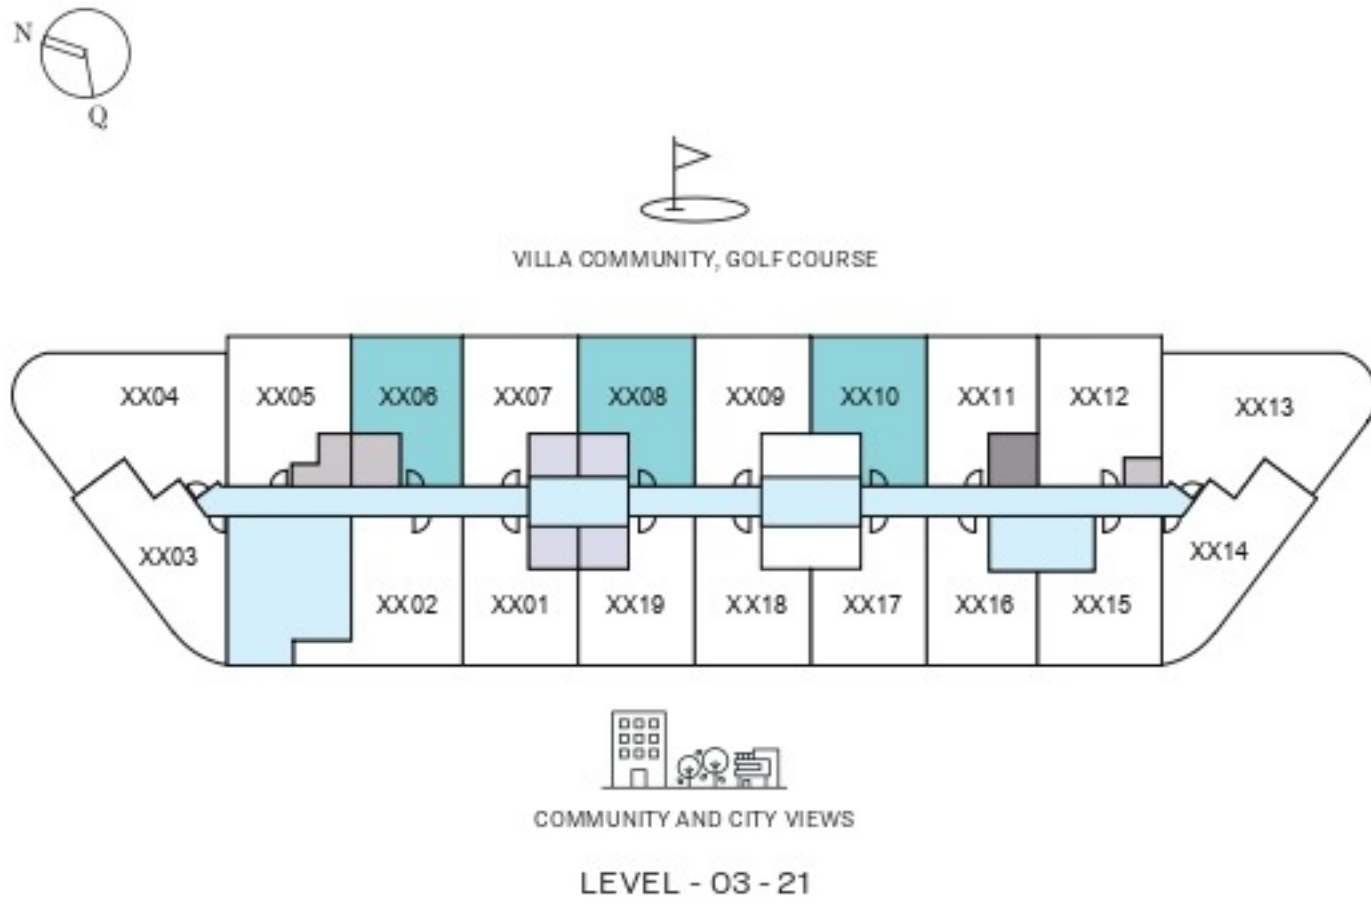 N
Q
VILLA COMMUNITY, GOLF COURSE
XX04 XX05 XX06 XX07 XX08 XX09 XX10 XX11 XX12 XX13
XX03 XX02 XX01 XX19 XX18 XX17 XX16 XX15 XX14
COMMUNITY AND CITY VIEWS
LEVEL - 03 - 21